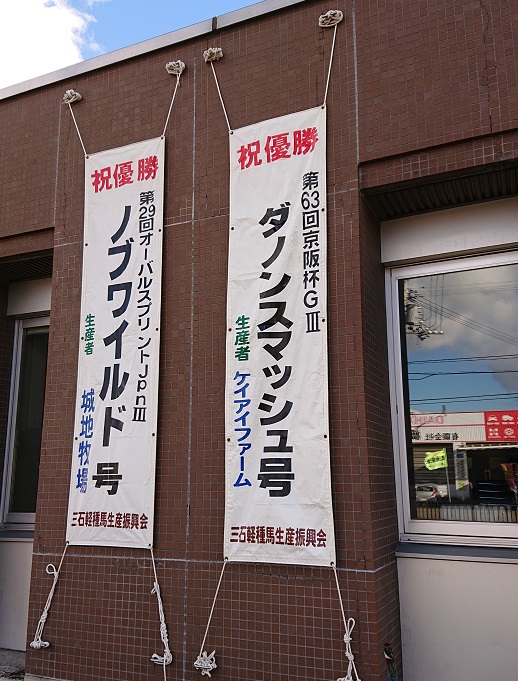 祝優勝
第63回京阪杯GⅢ
ダノンスマッシュ号
生産者 ケイアイファーム
三石軽種馬生産振興会
祝優勝
第29回オーバルスプリントJpnⅢ
ノブワイルド号
生産者 城地牧場
三石軽種馬生産振興会